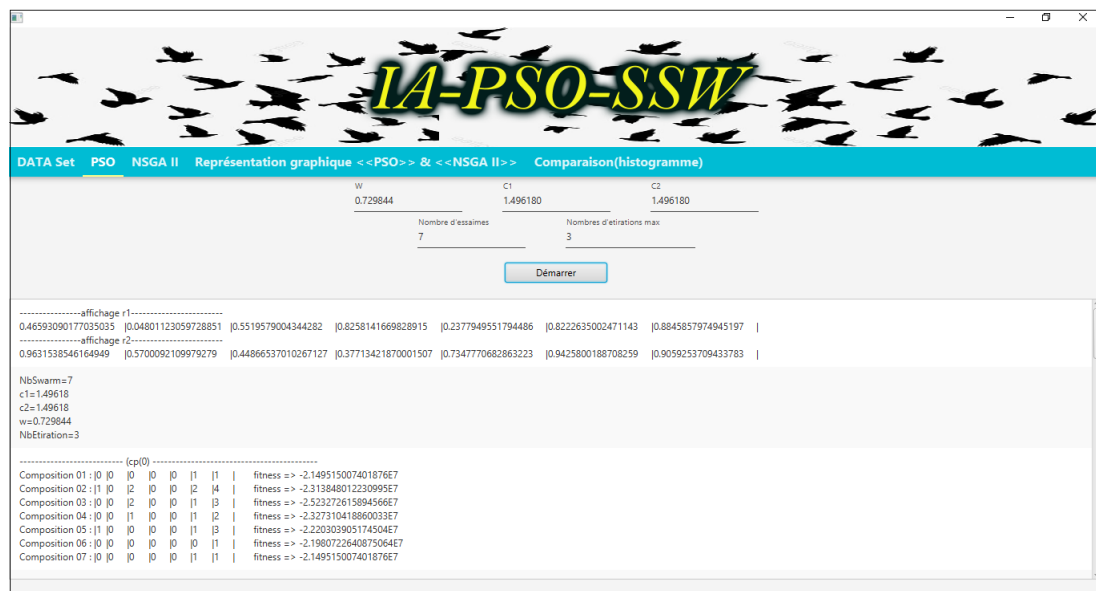 IA-PSO-SSW
DATA Set PSO NSGA II Représentation graphique <<PSO>> & <<NSGA II>> Comparaison(histogramme)
W C1 C2
0.729844 1.496180 1.496180
Nombre d'essaimes Nombres d'etirations max
7 3
Démarrer
----------------affichage r1------------------------
0.46593090177035035 |0.04801123059728851 |0.5519579004344282 |0.8258141669828915 |0.2377949551794486 |0.8222635002471143 |0.8845857974945197 |
----------------affichage r2------------------------
0.9631538546164949 |0.5700092109979279 |0.44866537010267127 |0.37713421870001507 |0.7347770682863223 |0.9425800188708259 |0.9059253709433783 |
NbSwarm=7
c1=1.49618
c2=1.49618
w=0.729844
NbEtiration=3
--------------------------- (cp(0) -------------------------------------------
Composition 01 : |0 |0 |0 |0 |0 |1 |1 | fitness => -2.149515007401876E7
Composition 02 : |1 |0 |2 |0 |0 |2 |4 | fitness => -2.313848012230995E7
Composition 03 : |0 |0 |2 |0 |0 |1 |3 | fitness => -2.523272615894566E7
Composition 04 : |0 |0 |1 |0 |0 |1 |2 | fitness => -2.327310418860033E7
Composition 05 : |1 |0 |0 |0 |0 |1 |3 | fitness => -2.220303905174504E7
Composition 06 : |0 |0 |0 |0 |0 |0 |1 | fitness => -2.1980722640875064E7
Composition 07 : |0 |0 |0 |0 |0 |1 |1 | fitness => -2.149515007401876E7